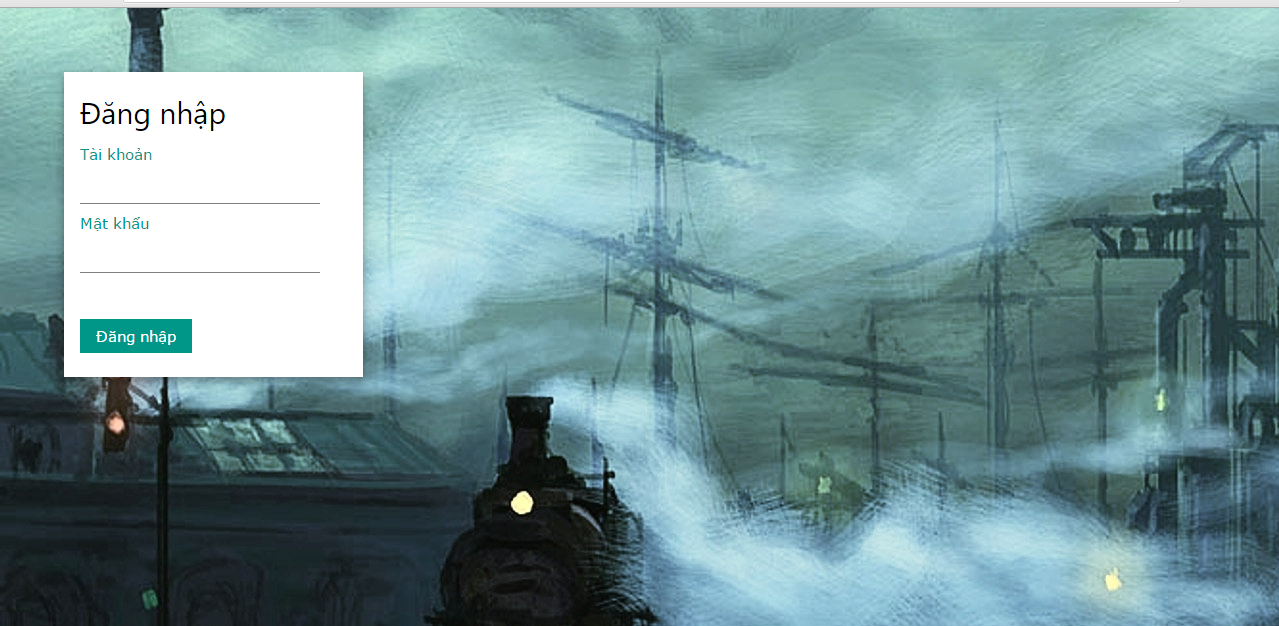 Đăng nhập
Tài khoản
Mật khẩu
Đăng nhập